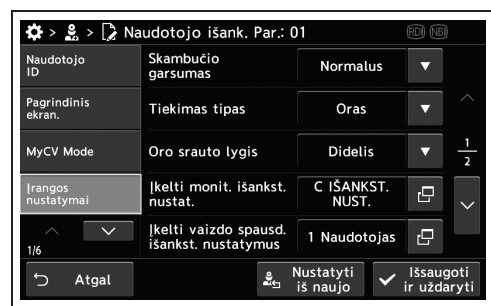 > > Naudotojo išank. Par.: 01 RDI NBI
Naudotojo
ID
Pagrindinis
ekran.
MyCV Mode
Įrangos
nustatymai
1/6
Skambučio
garsumas
Normalus
Tiekimas tipas
Oras
Oro srauto lygis
Didelis
Įkelti monit. išankst.
nustat.
C IŠANKST.
NUST.
Įkelti vaizdo spausd.
išankst. nustatymus
1 Naudotojas
1
2
Atgal
Nustatyti
iš naujo
Išsaugoti
ir uždaryti